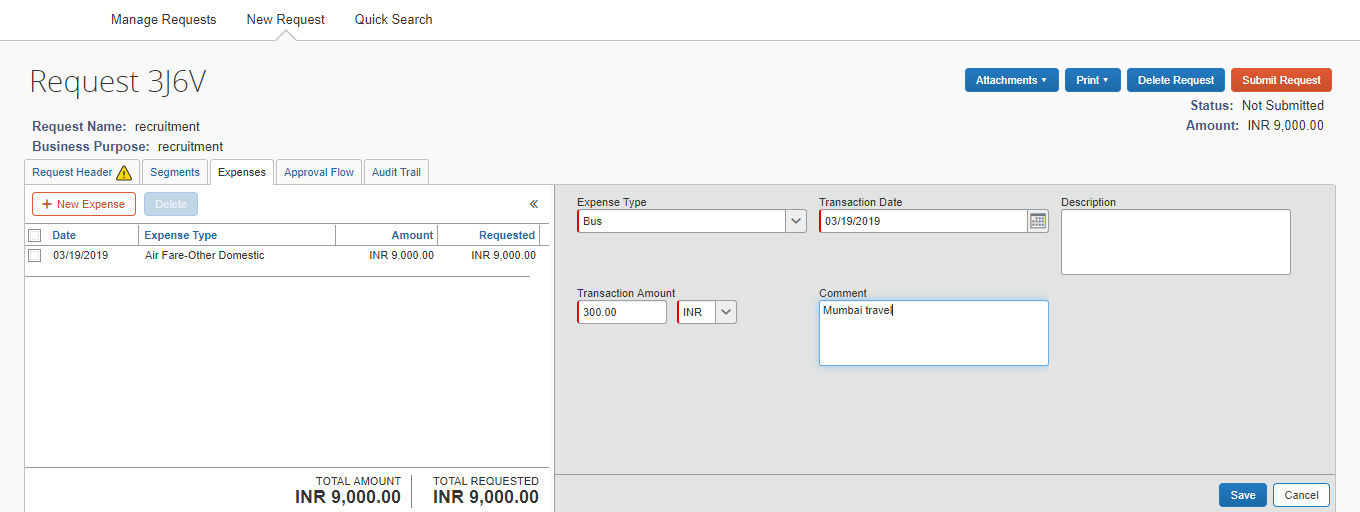 Manage Requests New Request Quick Search
Request 3J6V
Attachments Print Delete Request Submit Request
Status: Not Submitted
Amount: INR 9,000.00
Request Name: recruitment
Business Purpose: recruitment
Request Header Segments Expenses Approval Flow Audit Trail
+ New Expense Delete «
Date Expense Type Amount Requested
03/19/2019 Air Fare-Other Domestic INR 9,000.00 INR 9,000.00
TOTAL AMOUNT TOTAL REQUESTED
INR 9,000.00 INR 9,000.00
Expense Type Transaction Date Description
Bus 03/19/2019
Transaction Amount Comment
300.00 INR Mumbai travel
Save Cancel